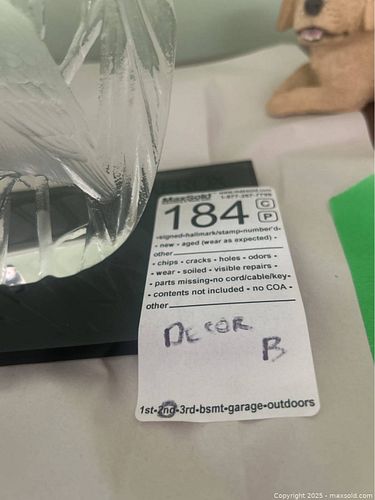 www.maxsold.com
MaxSold 1-877-257-7799
184 C
P
-signed-hallmark/stamp-number'd-
- new - aged (wear as expected) -
other
- chips - cracks - holes - odors -
- wear - soiled - visible repairs -
- parts missing-no cord/cable/key-
- contents not included - no COA -
other
DECOR
B
1st-2nd-3rd-bsmt-garage-outdoors
Copyright 2025 - maxsold.com